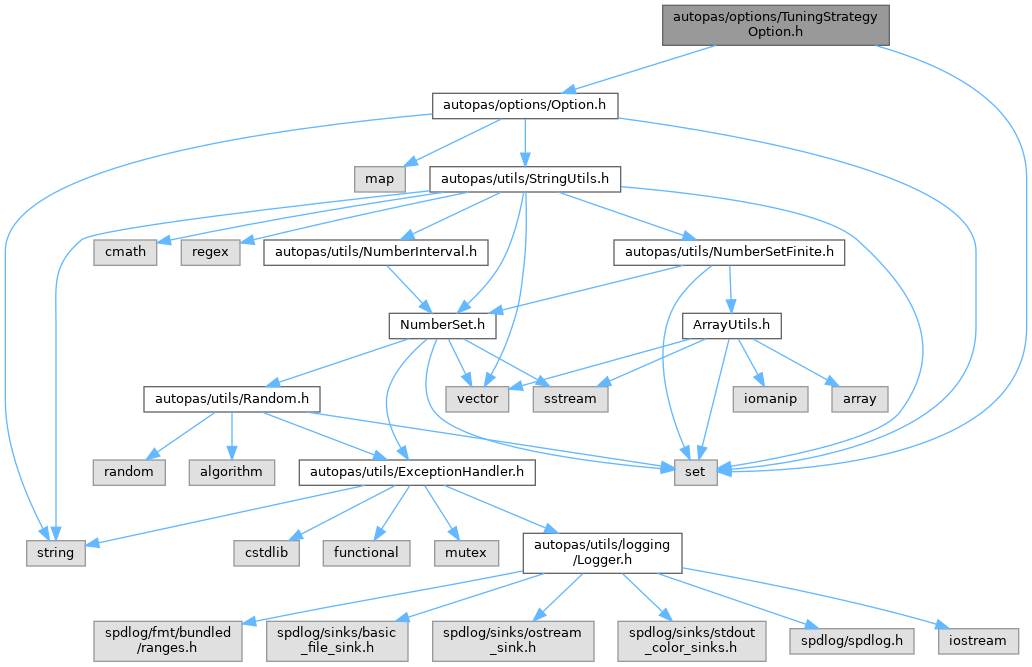 autopas/options/TuningStrategy
Option.h
autopas/options/Option.h
map
autopas/utils/StringUtils.h
cmath
regex
autopas/utils/NumberInterval.h
autopas/utils/NumberSetFinite.h
NumberSet.h
ArrayUtils.h
autopas/utils/Random.h
vector
sstream
iomanip
array
random
algorithm
autopas/utils/ExceptionHandler.h
set
string
cstdlib
functional
mutex
autopas/utils/logging
/Logger.h
spdlog/fmt/bundled
/ranges.h
spdlog/sinks/basic
_file_sink.h
spdlog/sinks/ostream
_sink.h
spdlog/sinks/stdout
_color_sinks.h
spdlog/spdlog.h
iostream